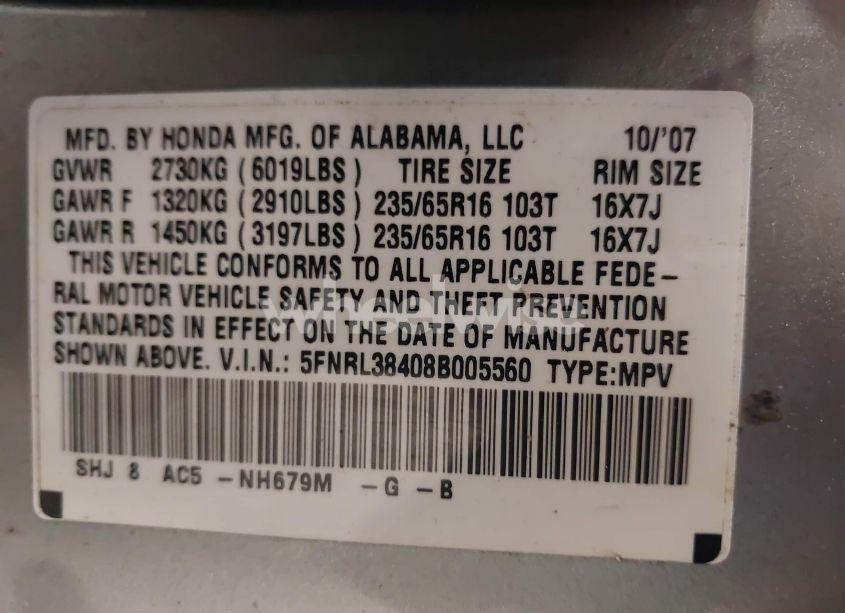 MFD. BY HONDA MFG. OF ALABAMA, LLC 10/'07
GVWR 2730KG (6019LBS) TIRE SIZE RIM SIZE
GAWR F 1320KG (2910LBS) 235/65R16 103T 16X7J
GAWR R 1450KG (3197LBS) 235/65R16 103T 16X7J
THIS VEHICLE CONFORMS TO ALL APPLICABLE FEDE-
RAL MOTOR VEHICLE SAFETY AND THEFT PREVENTION
STANDARDS IN EFFECT ON THE DATE OF MANUFACTURE
SHOWN ABOVE. V.I.N.: 5FNRL38408B005560 TYPE:MPV
SHJ 8 AC5 -NH679M -G -B